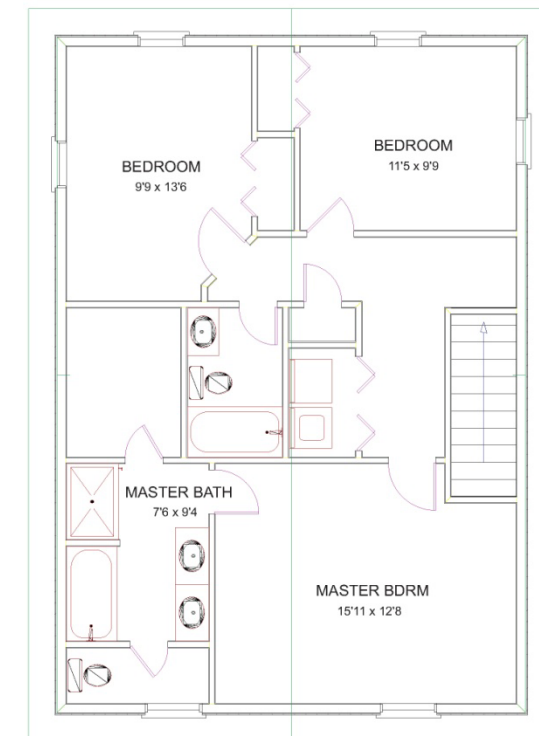 BEDROOM
9'9 x 13'6
BEDROOM
11'5 x 9'9
MASTER BATH
7'6 x 9'4
MASTER BDRM
15'11 x 12'8